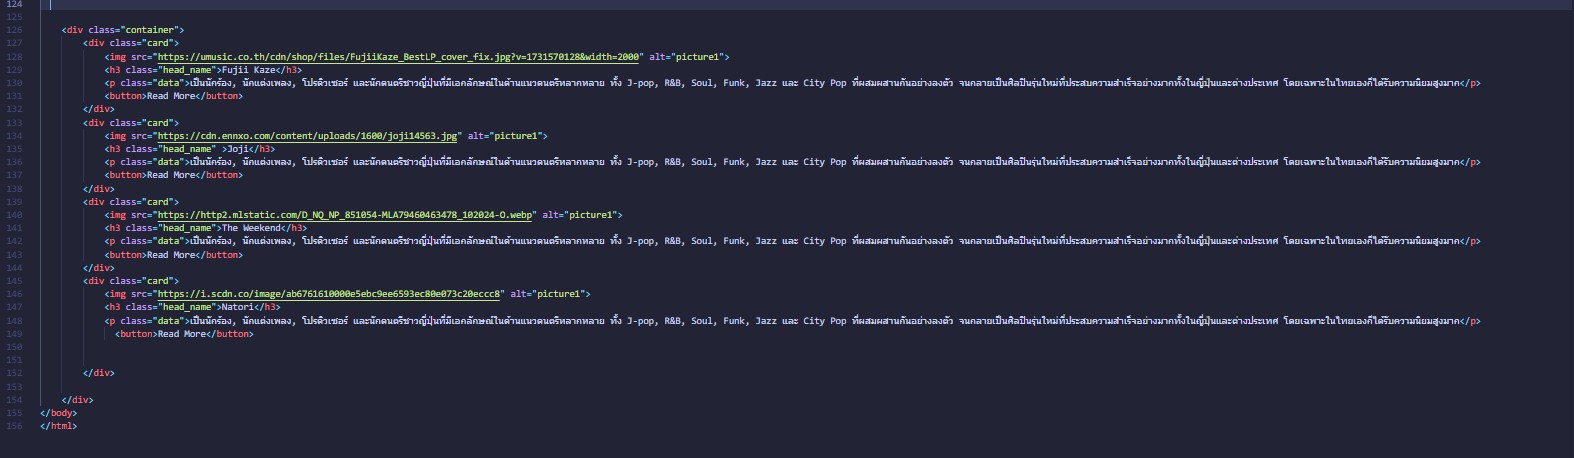 124
125
126 <div class="container">
127 <div class="card">
128 <img src="https://umusic.co.th/cdn/shop/files/FujiiKaze_BestLP_cover_fix.jpg?v=1731570128&width=2000" alt="picture1">
129 <h3 class="head_name">Fujii Kaze</h3>
130 <p class="data">เป็นนักร้อง, นักแต่งเพลง, โปรดิวเซอร์ และนักดนตรีชาวญี่ปุ่นที่มีเอกลักษณ์ในด้านแนวดนตรีหลากหลาย ทั้ง J-pop, R&B, Soul, Funk, Jazz และ City Pop ที่ผสมผสานกันอย่างลงตัว จนกลายเป็นศิลปินรุ่นใหม่ที่ประสบความสำเร็จอย่างมากทั้งในญี่ปุ่นและต่างประเทศ โดยเฉพาะในไทยเองก็ได้รับความนิยมสูงมาก</p>
131 <button>Read More</button>
132 </div>
133 <div class="card">
134 <img src="https://cdn.ennxo.com/content/uploads/1600/joji14563.jpg" alt="picture1">
135 <h3 class="head_name" >Joji</h3>
136 <p class="data">เป็นนักร้อง, นักแต่งเพลง, โปรดิวเซอร์ และนักดนตรีชาวญี่ปุ่นที่มีเอกลักษณ์ในด้านแนวดนตรีหลากหลาย ทั้ง J-pop, R&B, Soul, Funk, Jazz และ City Pop ที่ผสมผสานกันอย่างลงตัว จนกลายเป็นศิลปินรุ่นใหม่ที่ประสบความสำเร็จอย่างมากทั้งในญี่ปุ่นและต่างประเทศ โดยเฉพาะในไทยเองก็ได้รับความนิยมสูงมาก</p>
137 <button>Read More</button>
138 </div>
139 <div class="card">
140 <img src="https://http2.mlstatic.com/D_NQ_NP_851054-MLA79460463478_102024-O.webp" alt="picture1">
141 <h3 class="head_name">The Weekend</h3>
142 <p class="data">เป็นนักร้อง, นักแต่งเพลง, โปรดิวเซอร์ และนักดนตรีชาวญี่ปุ่นที่มีเอกลักษณ์ในด้านแนวดนตรีหลากหลาย ทั้ง J-pop, R&B, Soul, Funk, Jazz และ City Pop ที่ผสมผสานกันอย่างลงตัว จนกลายเป็นศิลปินรุ่นใหม่ที่ประสบความสำเร็จอย่างมากทั้งในญี่ปุ่นและต่างประเทศ โดยเฉพาะในไทยเองก็ได้รับความนิยมสูงมาก</p>
143 <button>Read More</button>
144 </div>
145 <div class="card">
146 <img src="https://i.scdn.co/image/ab6761610000e5ebc9ee6593ec80e073c20eccc8" alt="picture1">
147 <h3 class="head_name">Natori</h3>
148 <p class="data">เป็นนักร้อง, นักแต่งเพลง, โปรดิวเซอร์ และนักดนตรีชาวญี่ปุ่นที่มีเอกลักษณ์ในด้านแนวดนตรีหลากหลาย ทั้ง J-pop, R&B, Soul, Funk, Jazz และ City Pop ที่ผสมผสานกันอย่างลงตัว จนกลายเป็นศิลปินรุ่นใหม่ที่ประสบความสำเร็จอย่างมากทั้งในญี่ปุ่นและต่างประเทศ โดยเฉพาะในไทยเองก็ได้รับความนิยมสูงมาก</p>
149 <button>Read More</button>
150
151
152 </div>
153
154 </div>
155 </body>
156 </html>